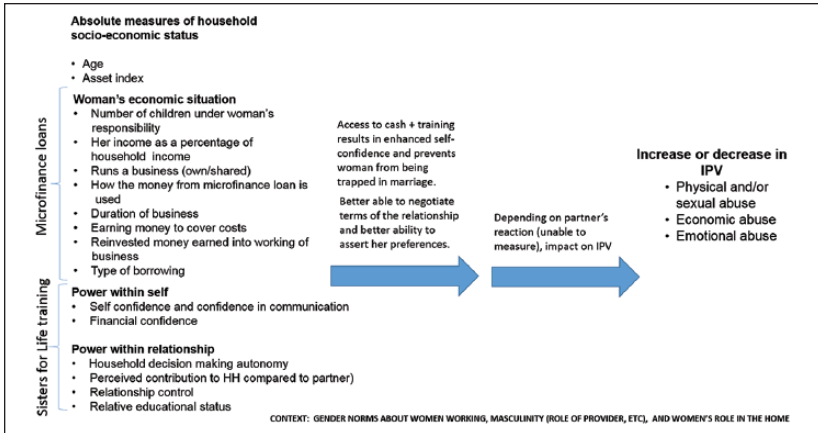 Absolute measures of household
socio-economic status
• Age
• Asset index
Microfinance loans
Woman's economic situation
• Number of children under woman's
responsibility
• Her income as a percentage of
household income
• Runs a business (own/shared)
• How the money from microfinance loan is
used
• Duration of business
• Earning money to cover costs
• Reinvested money earned into working of
business
• Type of borrowing
Sisters for Life training
Power within self
• Self confidence and confidence in communication
• Financial confidence
Power within relationship
• Household decision making autonomy
• Perceived contribution to HH compared to partner)
• Relationship control
• Relative educational status
Access to cash + training
results in enhanced self-
confidence and prevents
woman from being
trapped in marriage.
Better able to negotiate
terms of the relationship
and better ability to
assert her preferences.
Depending on partner's
reaction (unable to
measure), impact on IPV
Increase or decrease in
IPV
• Physical and/or
sexual abuse
• Economic abuse
• Emotional abuse
CONTEXT: GENDER NORMS ABOUT WOMEN WORKING, MASCULINITY (ROLE OF PROVIDER, ETC), AND WOMEN'S ROLE IN THE HOME